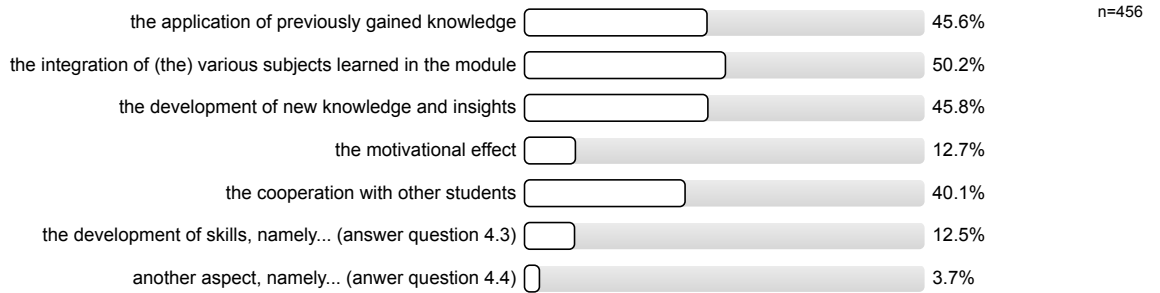 the application of previously gained knowledge 45.6% n=456
the integration of (the) various subjects learned in the module 50.2%
the development of new knowledge and insights 45.8%
the motivational effect 12.7%
the cooperation with other students 40.1%
the development of skills, namely... (answer question 4.3) 12.5%
another aspect, namely... (anwer question 4.4) 3.7%